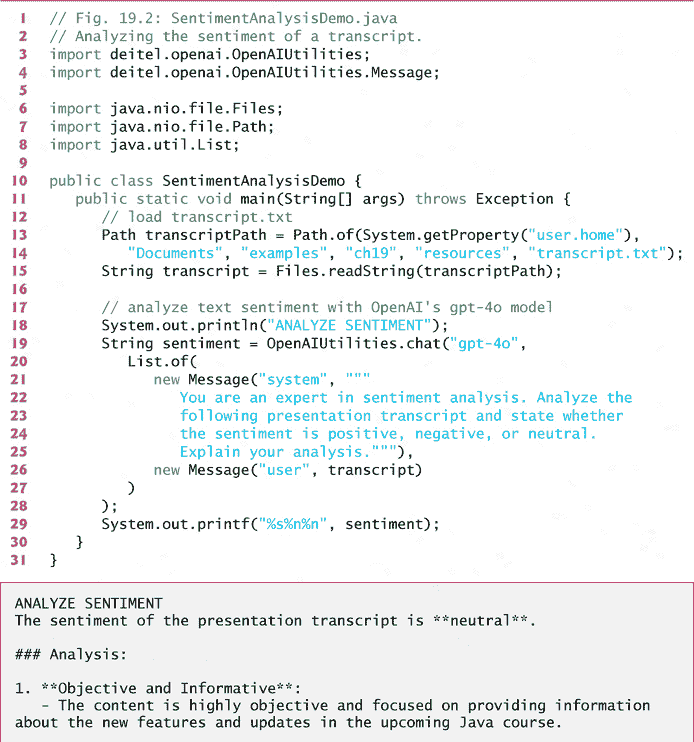 1 // Fig. 19.2: SentimentAnalysisDemo.java
2 // Analyzing the sentiment of a transcript.
3 import deitel.openai.OpenAIUtilities;
4 import deitel.openai.OpenAIUtilities.Message;
5
6 import java.nio.file.Files;
7 import java.nio.file.Path;
8 import java.util.List;
9
10 public class SentimentAnalysisDemo {
11    public static void main(String[] args) throws Exception {
12       // load transcript.txt
13       Path transcriptPath = Path.of(System.getProperty("user.home"),
14          "Documents", "examples", "ch19", "resources", "transcript.txt");
15       String transcript = Files.readString(transcriptPath);
16
17       // analyze text sentiment with OpenAI's gpt-4o model
18       System.out.println("ANALYZE SENTIMENT");
19       String sentiment = OpenAIUtilities.chat("gpt-4o",
20          List.of(
21             new Message("system", """
22                You are an expert in sentiment analysis. Analyze the
23                following presentation transcript and state whether
24                the sentiment is positive, negative, or neutral.
25                Explain your analysis."""),
26             new Message("user", transcript)
27          )
28       );
29       System.out.printf("%s%n%n", sentiment);
30    }
31 }
ANALYZE SENTIMENT
The sentiment of the presentation transcript is **neutral**.
### Analysis:
1. **Objective and Informative**:
   - The content is highly objective and focused on providing information
about the new features and updates in the upcoming Java course.